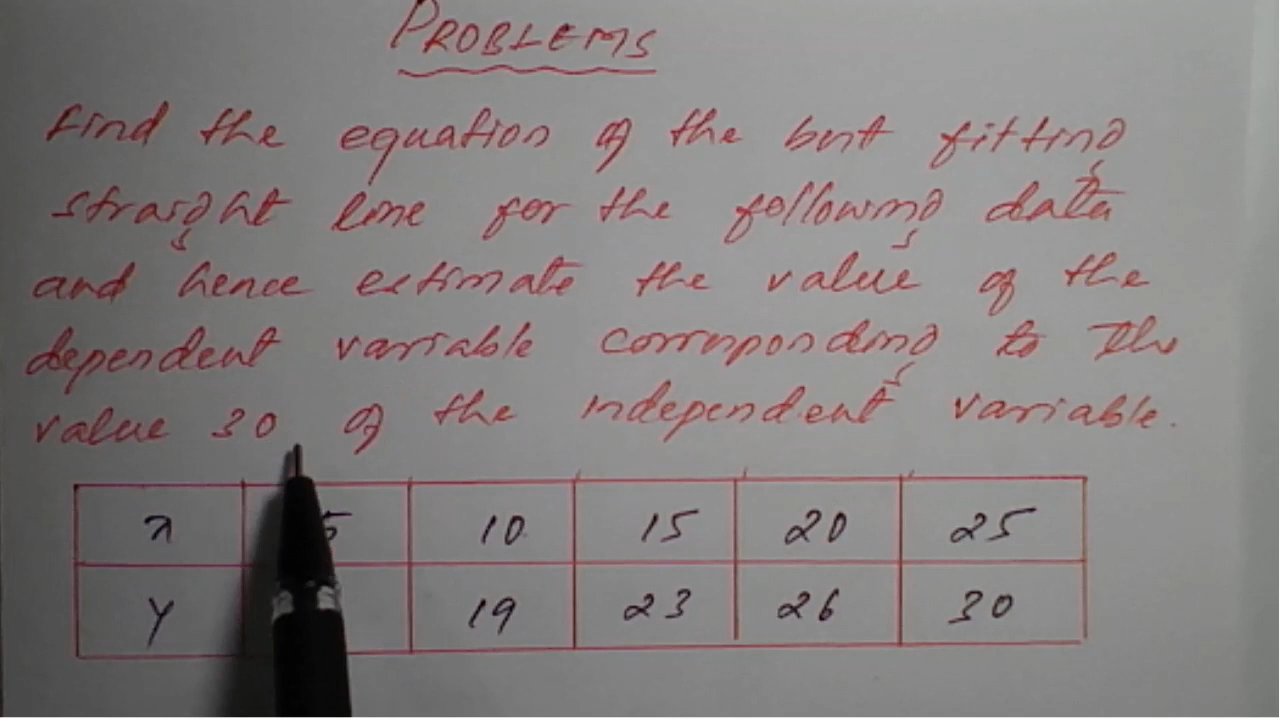 PROBLEMS
Find the equation of the best fitting
straight line for the following data
and hence estimate the value of the
dependent variable corresponding to the
value 30 of the independent variable.
x 5 10 15 20 25
y 19 23 26 30